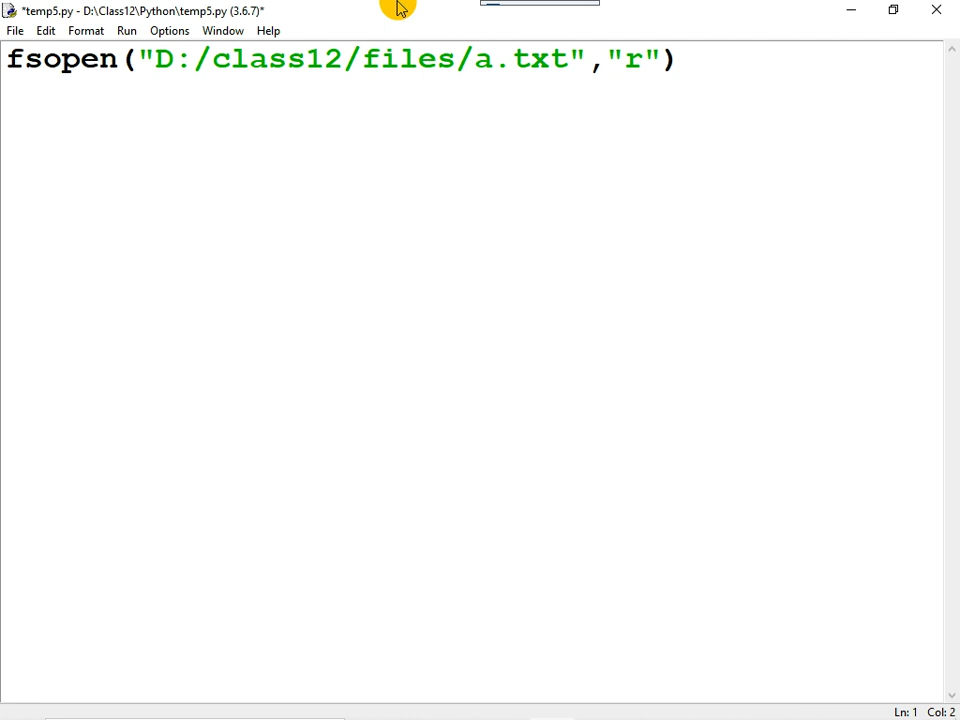 *temp5.py - D:\Class12\Python\temp5.py (3.6.7)*
File Edit Format Run Options Window Help
fsopen("D:/class12/files/a.txt","r")
Ln: 1 Col: 2